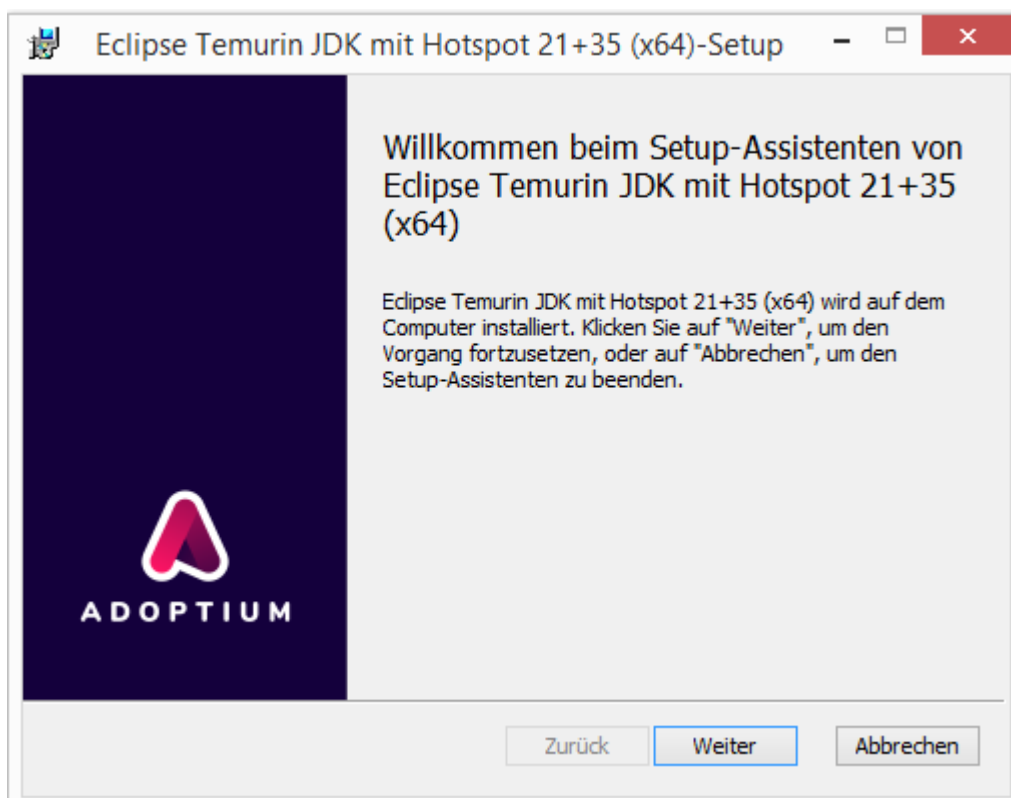 Eclipse Temurin JDK mit Hotspot 21+35 (x64)-Setup
Willkommen beim Setup-Assistenten von
Eclipse Temurin JDK mit Hotspot 21+35
(x64)
Eclipse Temurin JDK mit Hotspot 21+35 (x64) wird auf dem
Computer installiert. Klicken Sie auf "Weiter", um den
Vorgang fortzusetzen, oder auf "Abbrechen", um den
Setup-Assistenten zu beenden.
ADOPTIUM
Zurück
Weiter
Abbrechen